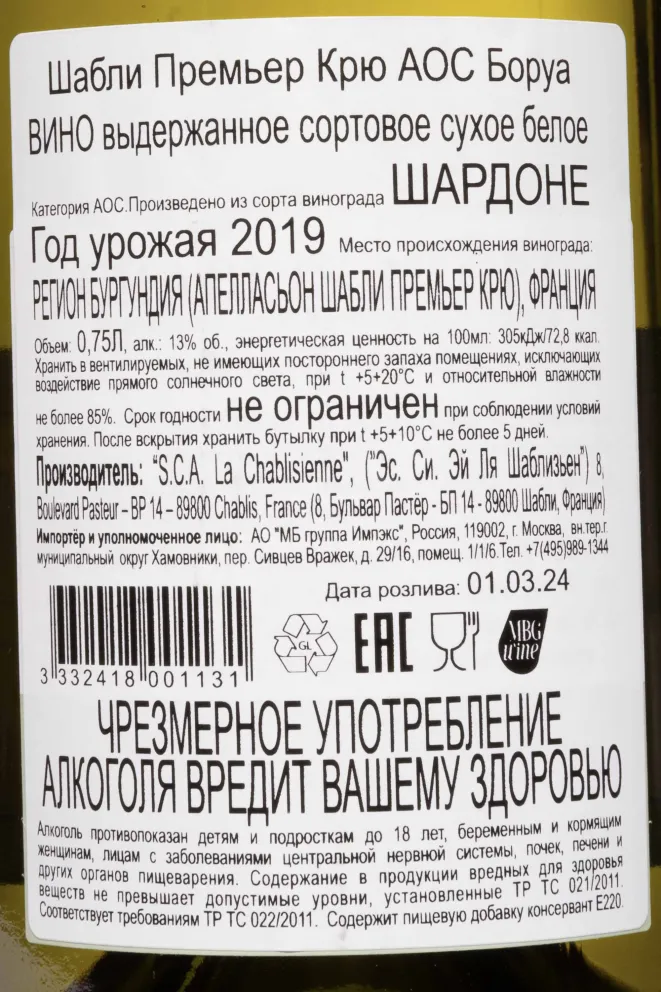 Шабли Премьер Крю АОС Боруа
ВИНО выдержанное сортовое сухое белое
Категория АОС.Произведено из сорта винограда ШАРДОНЕ
Год урожая 2019 Место происхождения винограда:
РЕГИОН БУРГУНДИЯ (АПЕЛЛАСЬОН ШАБЛИ ПРЕМЬЕР КРЮ), ФРАНЦИЯ
Объем: 0,75Л, алк.: 13% об., энергетическая ценность на 100мл: 305кДж/72,8 ккал.
Хранить в вентилируемых, не имеющих постороннего запаха помещениях, исключающих
воздействие прямого солнечного света, при t +5+20°С и относительной влажности
не более 85%. Срок годности не ограничен при соблюдении условий
хранения. После вскрытия хранить бутылку при t +5+10°С не более 5 дней.
Производитель: "S.C.A. La Chablisienne", ("Эс. Си. Эй Ля Шаблизьен") 8,
Boulevard Pasteur – BP 14 – 89800 Chablis, France (8, Бульвар Пастёр - БП 14 - 89800 Шабли, Франция)
Импортёр и уполномоченное лицо: АО "МБ группа Импэкс", Россия, 119002, г. Москва, вн.тер.г.
муниципальный округ Хамовники, пер. Сивцев Вражек, д. 29/16, помещ. 1/1/6.Тел. +7(495)989-1344
Дата розлива: 01.03.24
GL
EAC
MBG
wine
3 332418 001131
ЧРЕЗМЕРНОЕ УПОТРЕБЛЕНИЕ
АЛКОГОЛЯ ВРЕДИТ ВАШЕМУ ЗДОРОВЬЮ
Алкоголь противопоказан детям и подросткам до 18 лет, беременным и кормящим
женщинам, лицам с заболеваниями центральной нервной системы, почек, печени и
других органов пищеварения. Содержание в продукции вредных для здоровья
веществ не превышает допустимые уровни, установленные ТР ТС 021/2011.
Соответствует требованиям ТР ТС 022/2011. Содержит пищевую добавку консервант Е220.